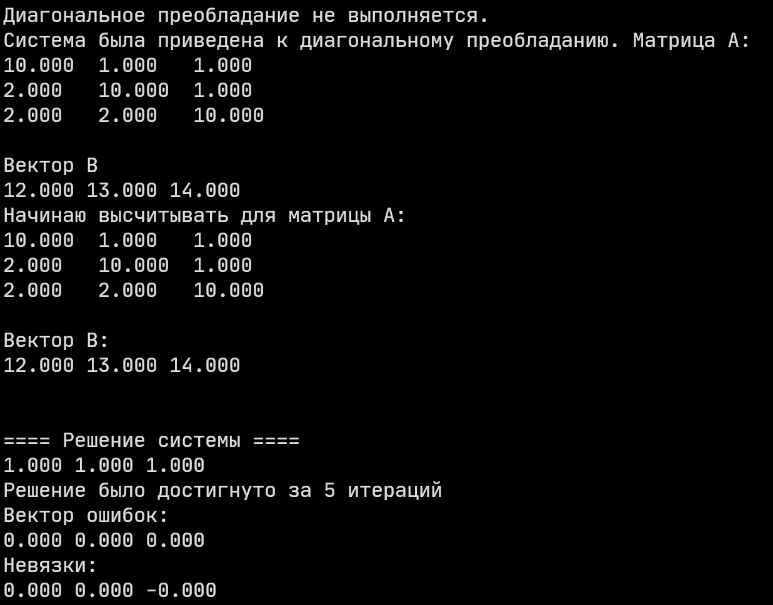 Диагональное преобладание не выполняется.
Система была приведена к диагональному преобладанию. Матрица А:
10.000 1.000 1.000
2.000 10.000 1.000
2.000 2.000 10.000
Вектор В
12.000 13.000 14.000
Начинаю высчитывать для матрицы А:
10.000 1.000 1.000
2.000 10.000 1.000
2.000 2.000 10.000
Вектор В:
12.000 13.000 14.000
==== Решение системы ====
1.000 1.000 1.000
Решение было достигнуто за 5 итераций
Вектор ошибок:
0.000 0.000 0.000
Невязки:
0.000 0.000 -0.000